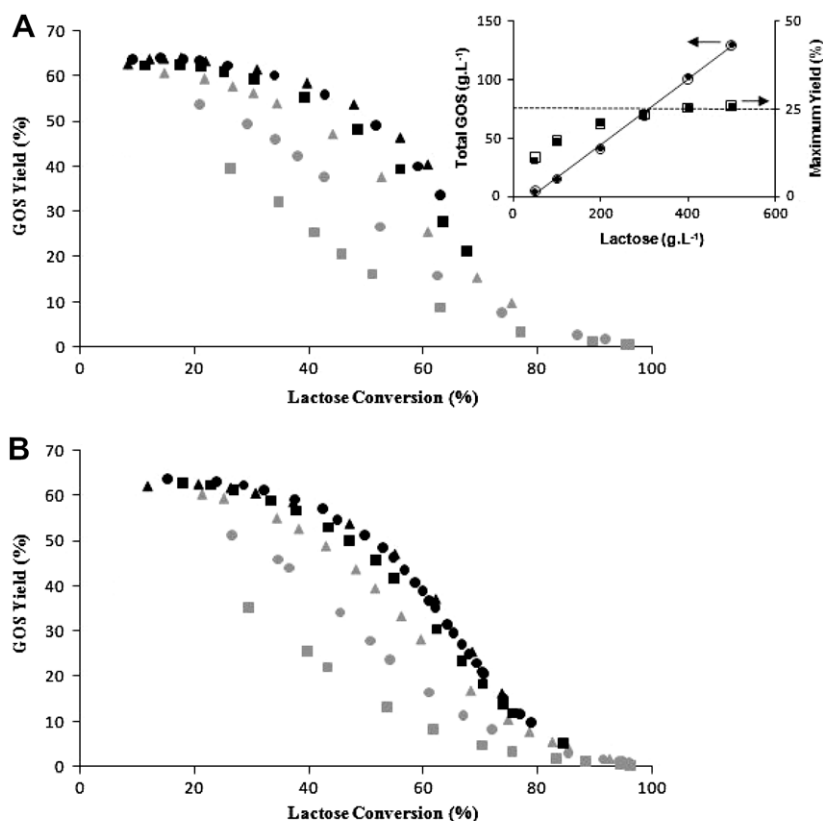 A
70
60
50
40
30
20
10
0
GOS Yield (%)
0 20 40 60 80 100
Lactose Conversion (%)
150
100
50
0
Total GOS (g.L-1)
50
25
0
Maximum Yield (%)
0 200 400 600
Lactose (g.L-1)
B
70
60
50
40
30
20
10
0
GOS Yield (%)
0 20 40 60 80 100
Lactose Conversion (%)